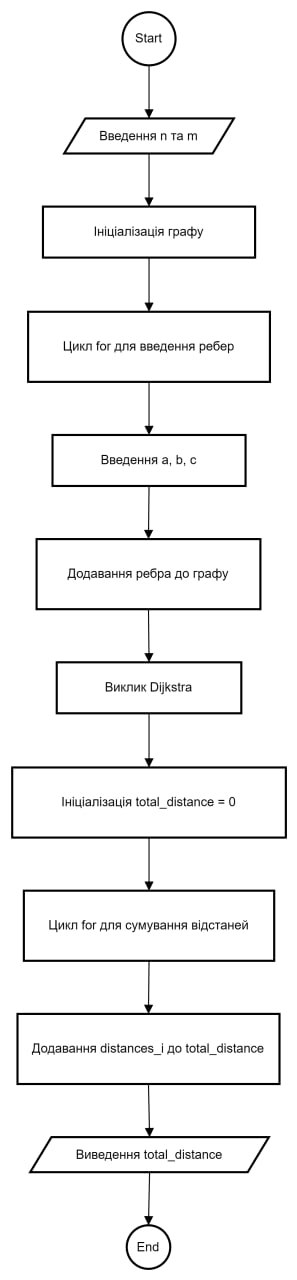 Start
Введення n та m
Ініціалізація графу
Цикл for для введення ребер
Введення a, b, c
Додавання ребра до графу
Виклик Dijkstra
Ініціалізація total_distance = 0
Цикл for для сумування відстаней
Додавання distances_i до total_distance
Виведення total_distance
End